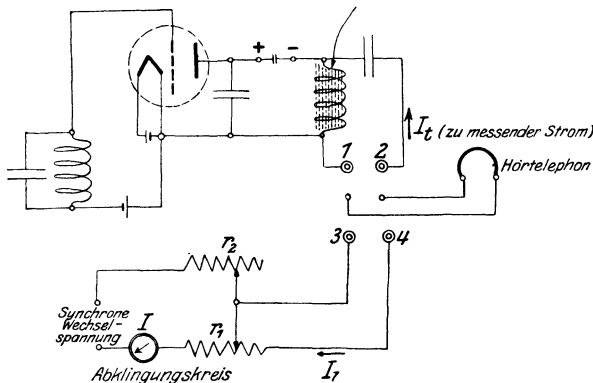 + -
I_t (zu messender Strom)
1 2
Hörtelephon
3 4
r_2
Synchrone
Wechsel-
spannung
I
r_1
I_1
Abklingungskreis